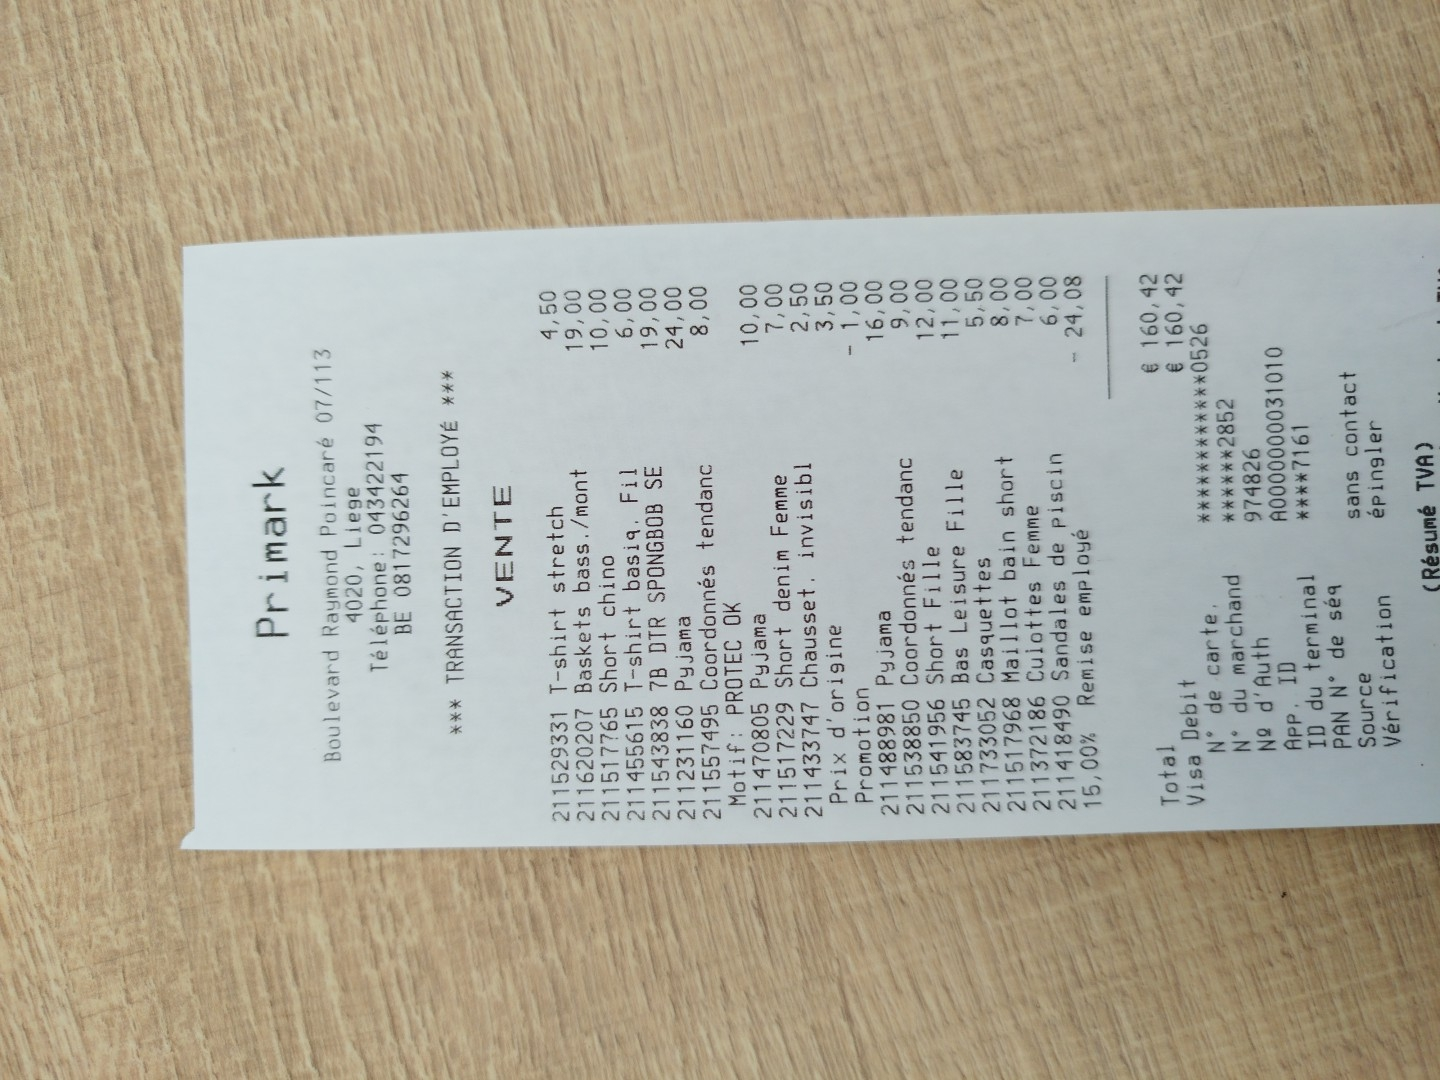 Primark
Boulevard Raymond Poincaré 07/113
4020, Liege
Téléphone: 043422194
BE 0817296264
*** TRANSACTION D'EMPLOYÉ ***
VENTE
211529331 T-shirt stretch 4,50
211620207 Baskets bass./mont 19,00
211517765 Short chino 10,00
211455615 T-shirt basiq. Fil 6,00
211543838 7B DTR SPONGBOB SE 19,00
211231160 Pyjama 24,00
211557495 Coordonnés tendanc 8,00
Motif: PROTEC OK
211470805 Pyjama 10,00
211517229 Short denim Femme 7,00
211433747 Chausset. invisibl 2,50
Prix d'origine 3,50
Promotion - 1,00
211488981 Pyjama 16,00
211538850 Coordonnés tendanc 9,00
211541956 Short Fille 12,00
211583745 Bas Leisure Fille 11,00
211733052 Casquettes 5,50
211517968 Maillot bain short 8,00
211372186 Culottes Femme 7,00
211418490 Sandales de Piscin 6,00
15,00% Remise employé - 24,08
Total € 160,42
Visa Debit € 160,42
N° de carte. ************0526
N° du marchand ******2852
Nº d'Auth 974826
App. ID A0000000031010
ID du terminal ****7161
PAN N° de séq
Source sans contact
Vérification épingler
(Résumé TVA)